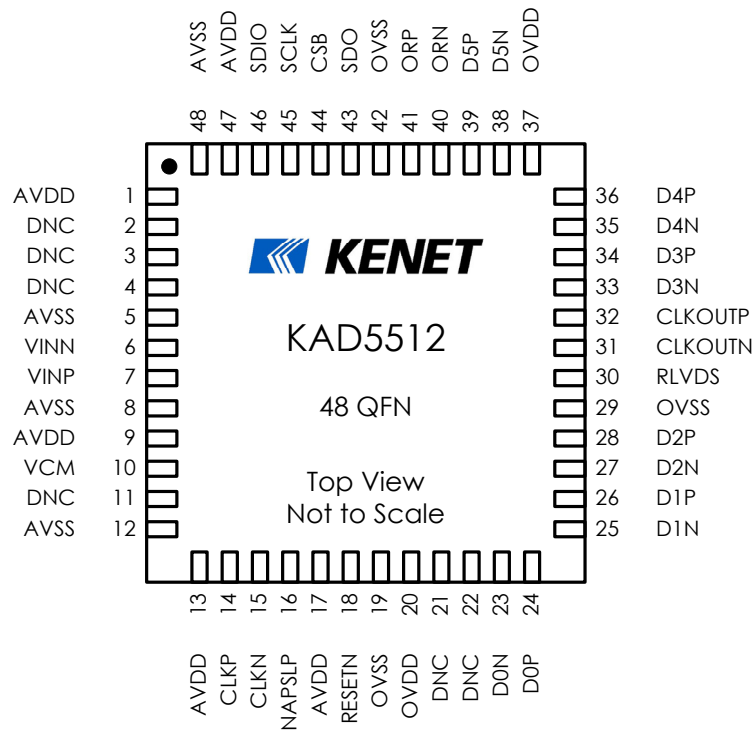 AVSS AVDD SDIO SCLK CSB SDO OVSS ORP ORN D5P D5N OVDD
48 47 46 45 44 43 42 41 40 39 38 37
AVDD 1
DNC 2
DNC 3
DNC 4
AVSS 5
VINN 6
VINP 7
AVSS 8
AVDD 9
VCM 10
DNC 11
AVSS 12
KENET
KAD5512
48 QFN
Top View
Not to Scale
36 D4P
35 D4N
34 D3P
33 D3N
32 CLKOUTP
31 CLKOUTN
30 RLVDS
29 OVSS
28 D2P
27 D2N
26 D1P
25 D1N
13 14 15 16 17 18 19 20 21 22 23 24
AVDD CLKP CLKN NAPSLP AVDD RESETN OVSS OVDD DNC DNC D0N D0P